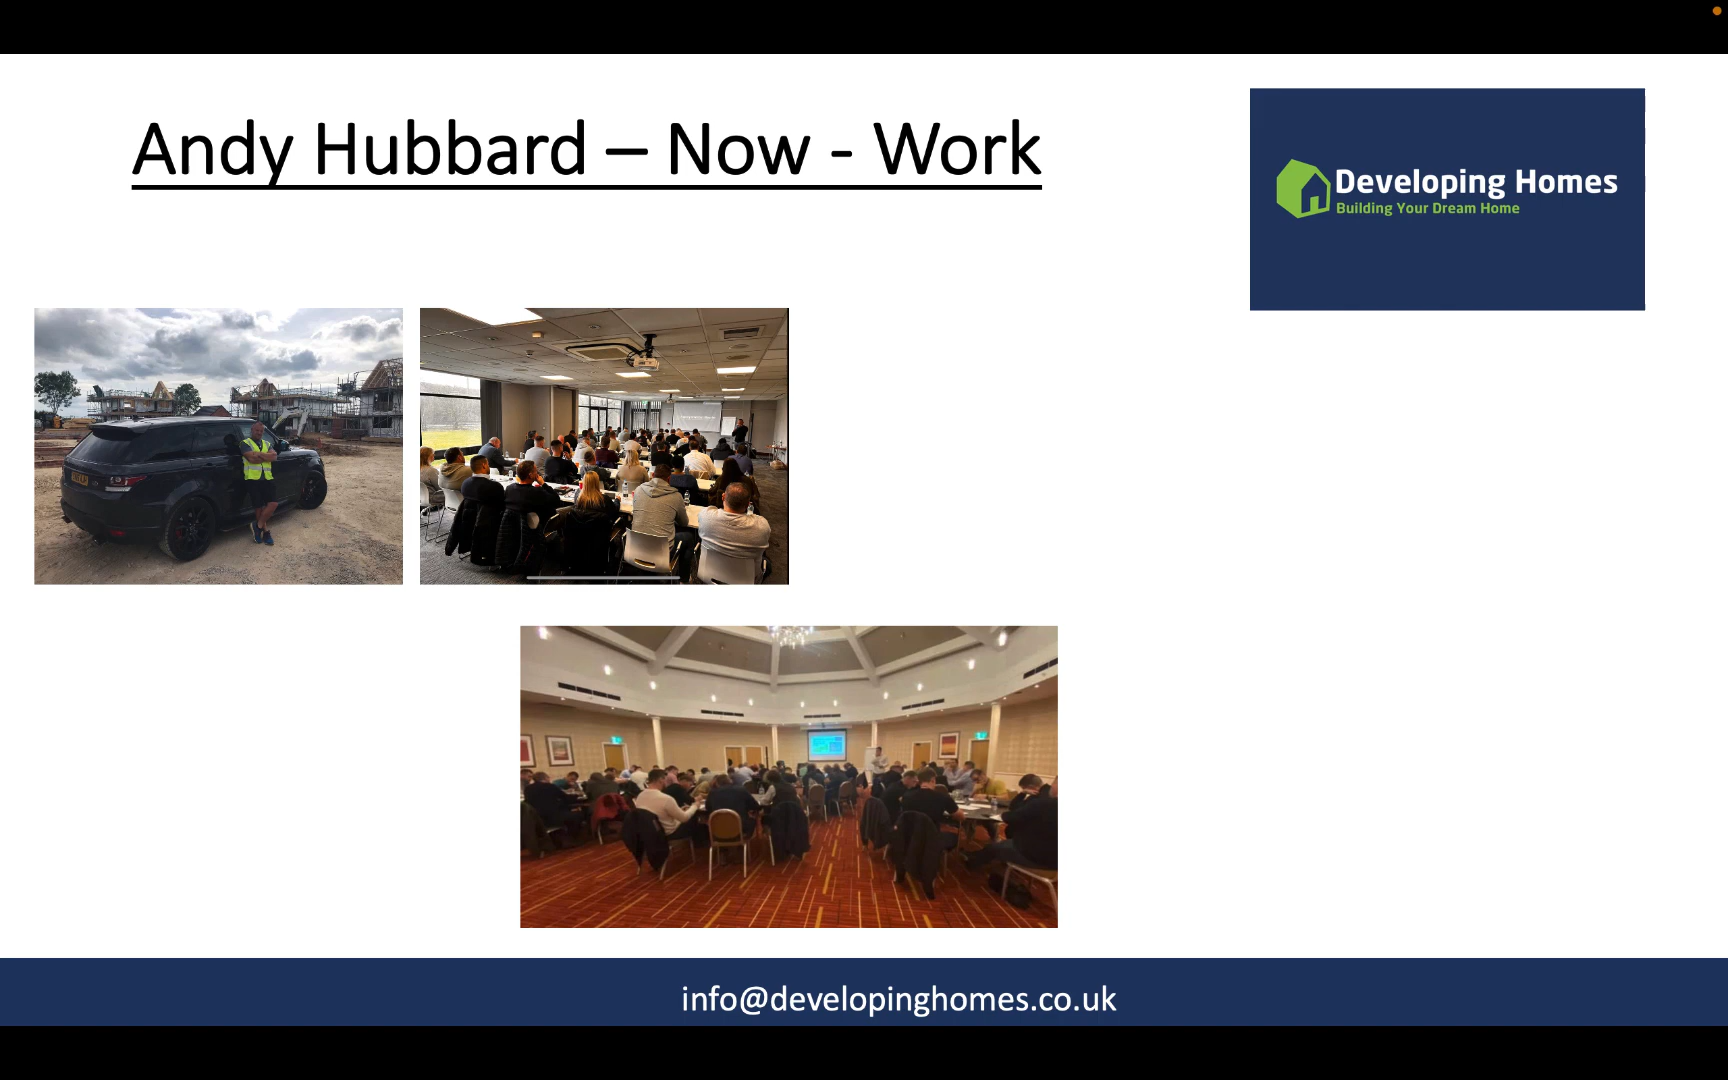 Andy Hubbard – Now - Work
Developing Homes
Building Your Dream Home
info@developinghomes.co.uk